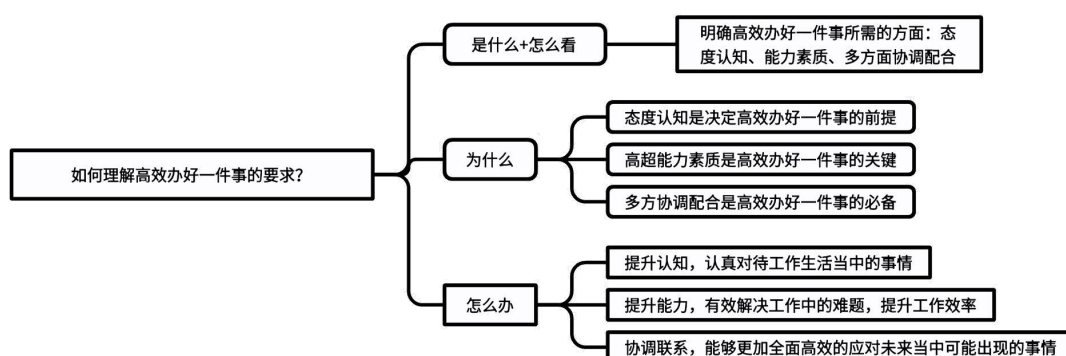 如何理解高效办好一件事的要求？
是什么+怎么看
明确高效办好一件事所需的方面：态
度认知、能力素质、多方面协调配合
为什么
态度认知是决定高效办好一件事的前提
高超能力素质是高效办好一件事的关键
多方协调配合是高效办好一件事的必备
怎么办
提升认知，认真对待工作生活当中的事情
提升能力，有效解决工作中的难题，提升工作效率
协调联系，能够更加全面高效的应对未来当中可能出现的事情